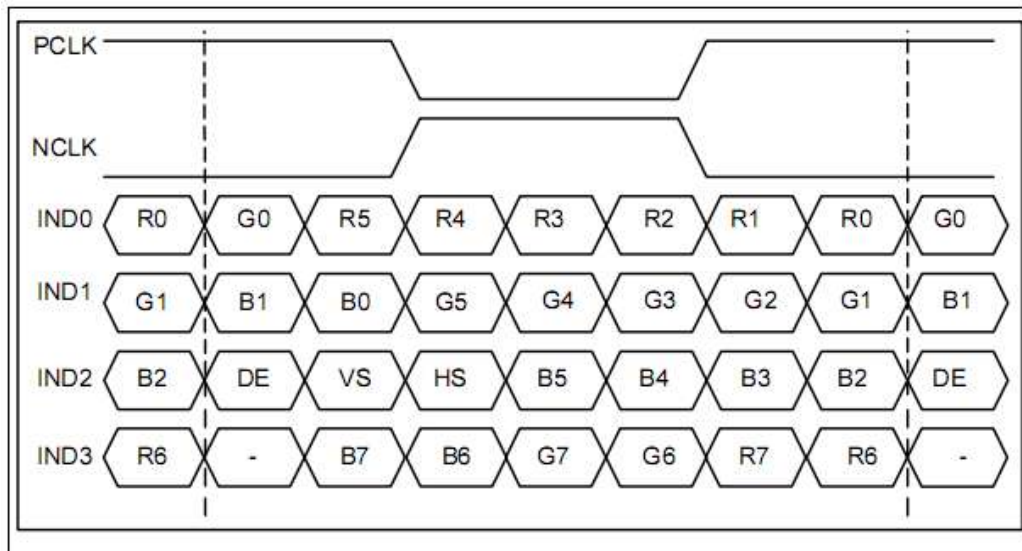 PCLK
NCLK
IND0 R0 G0 R5 R4 R3 R2 R1 R0 G0
IND1 G1 B1 B0 G5 G4 G3 G2 G1 B1
IND2 B2 DE VS HS B5 B4 B3 B2 DE
IND3 R6 - B7 B6 G7 G6 R7 R6 -